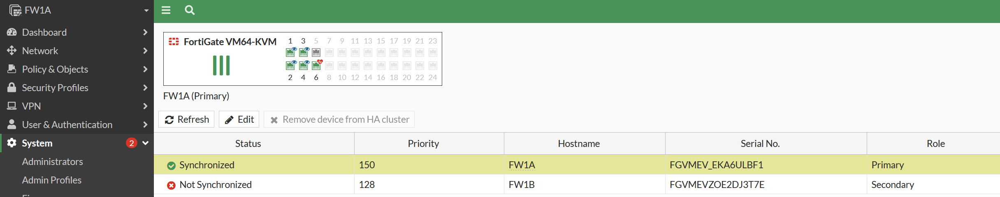 FW1A
Dashboard
Network
Policy & Objects
Security Profiles
VPN
User & Authentication
System 2
Administrators
Admin Profiles
FortiGate VM64-KVM
1 3 5 7 9 11 13 15 17 19 21 23
2 4 6 8 10 12 14 16 18 20 22 24
FW1A (Primary)
Refresh Edit Remove device from HA cluster
Status Priority Hostname Serial No. Role
Synchronized 150 FW1A FGVMEV_EKA6ULBF1 Primary
Not Synchronized 128 FW1B FGVMEVZOE2DJ3T7E Secondary